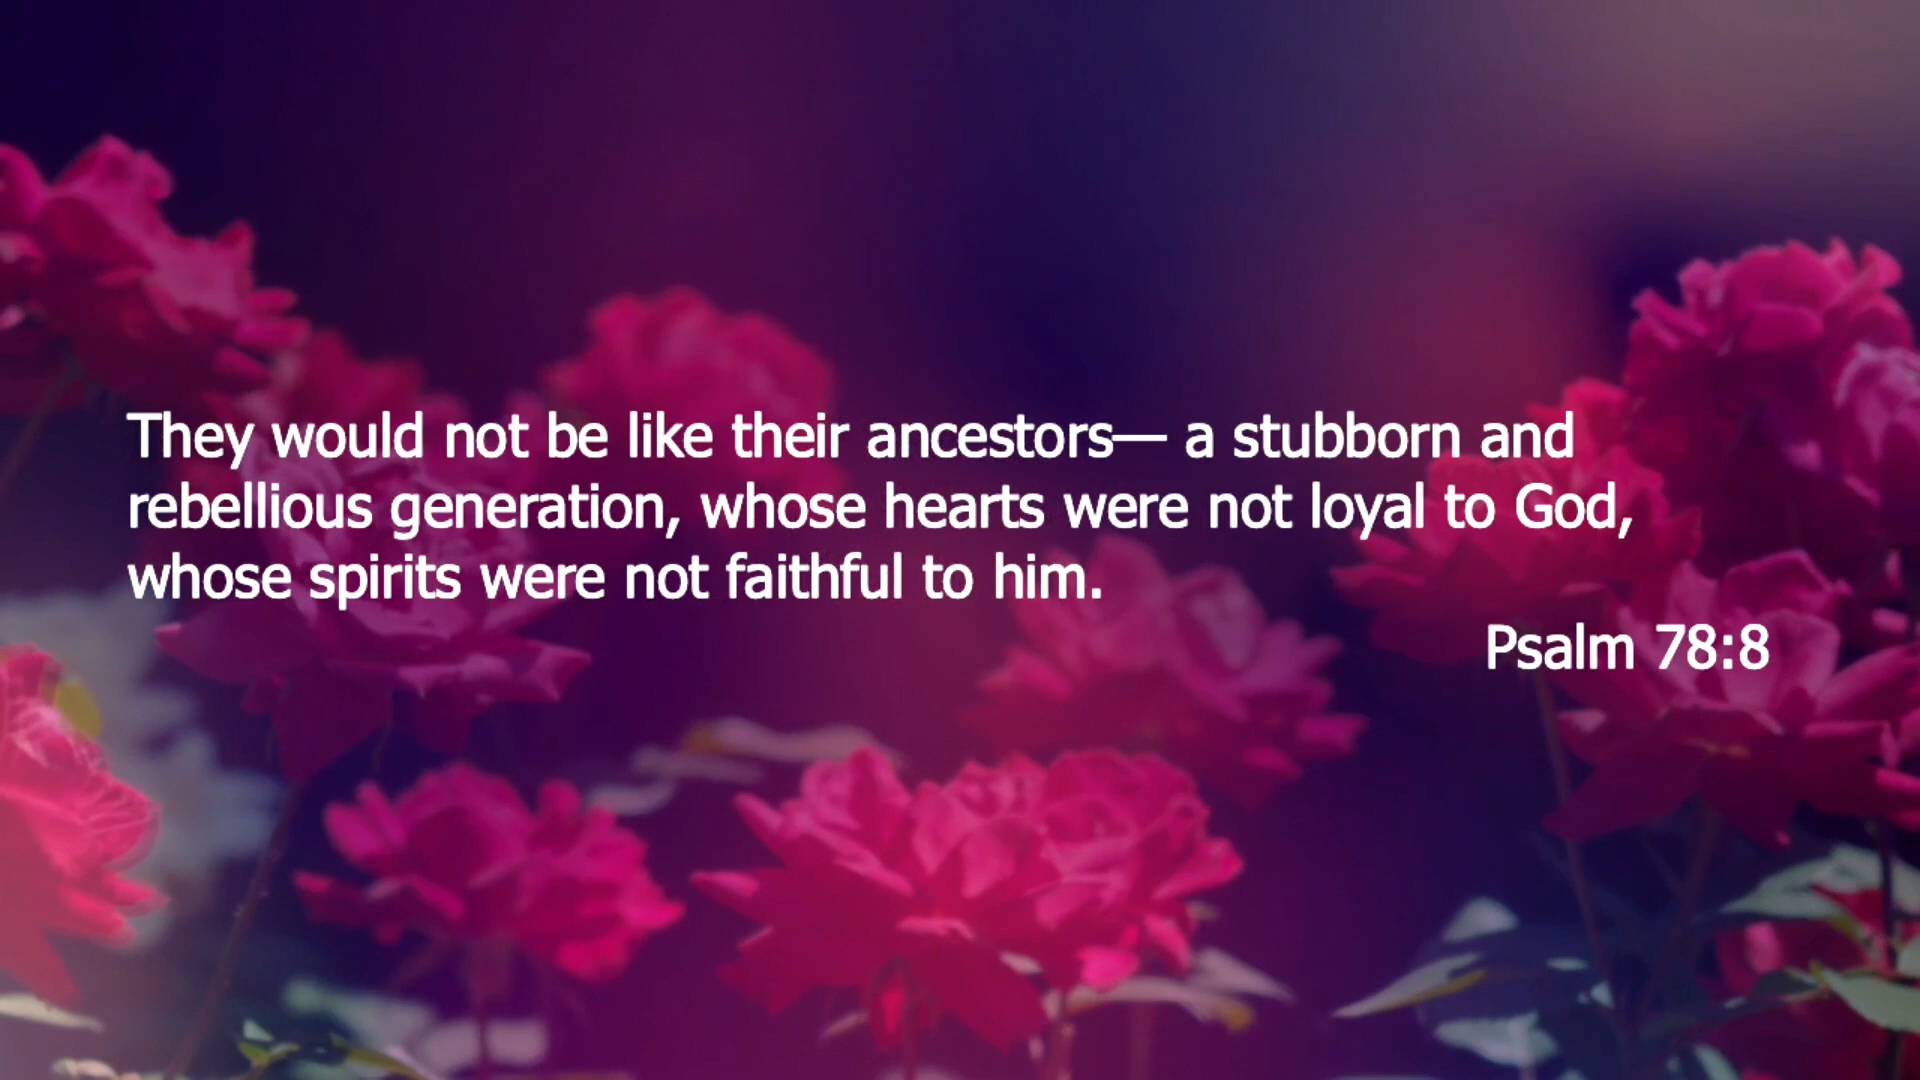 They would not be like their ancestors— a stubborn and
rebellious generation, whose hearts were not loyal to God,
whose spirits were not faithful to him.
Psalm 78:8